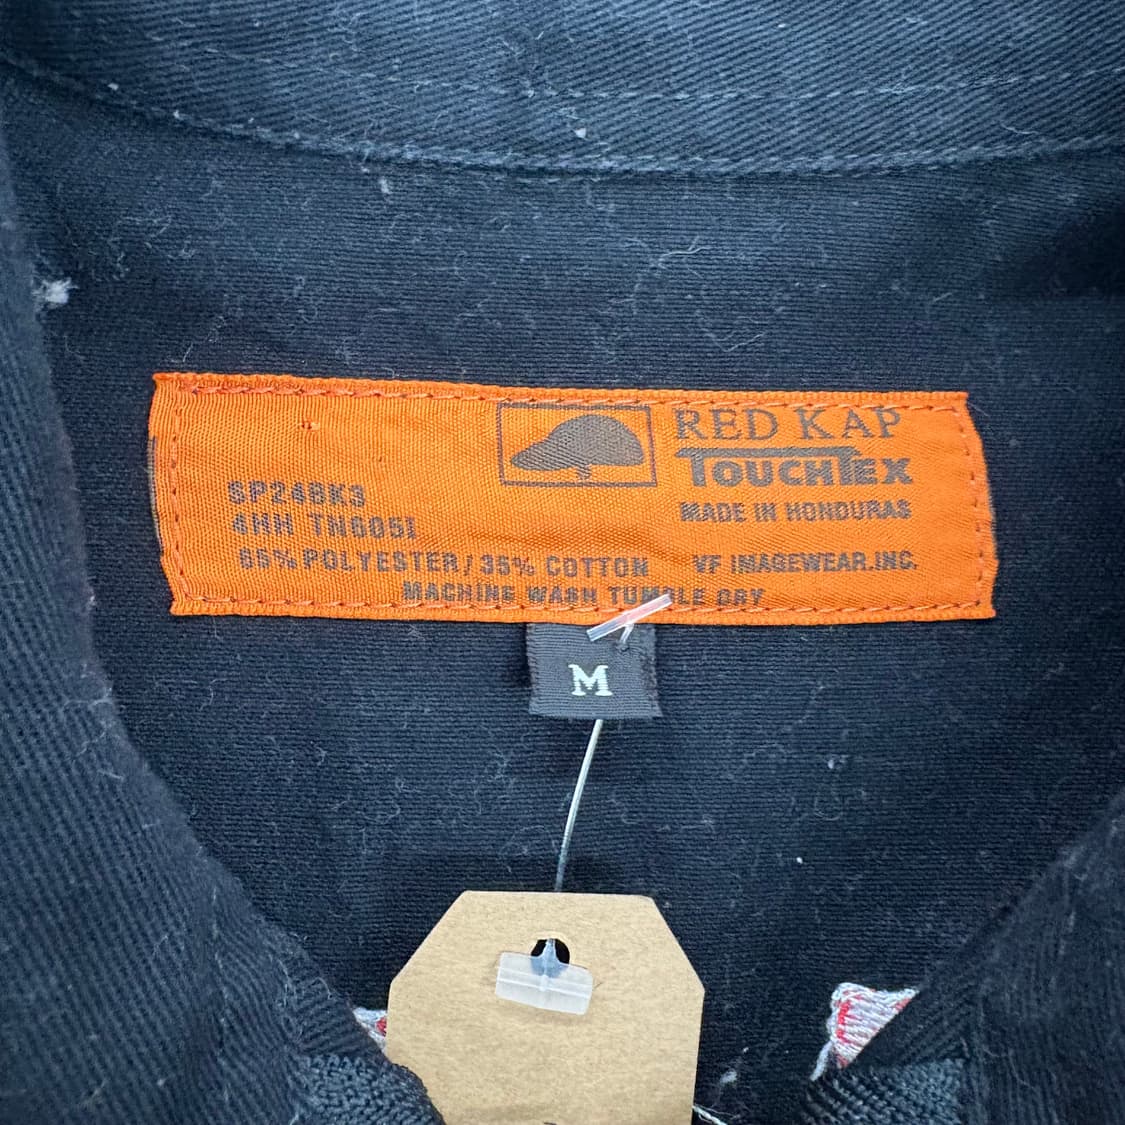 RED KAP
TOUCHTEX
MADE IN HONDURAS
SP24BK3
4HH TN6051
65% POLYESTER / 35% COTTON
VF IMAGEWEAR.INC.
MACHINE WASH TUMBLE DRY
M